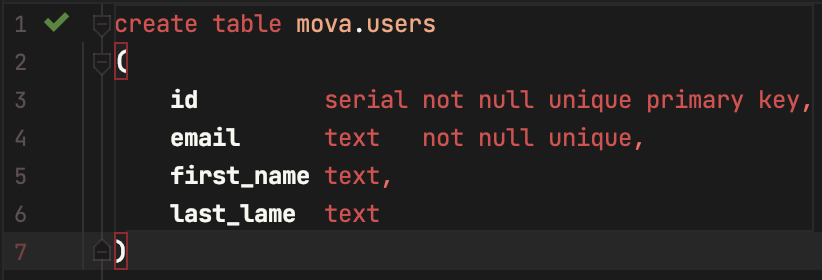 1 create table mova.users
2 (
3 id serial not null unique primary key,
4 email text not null unique,
5 first_name text,
6 last_lame text
7 )